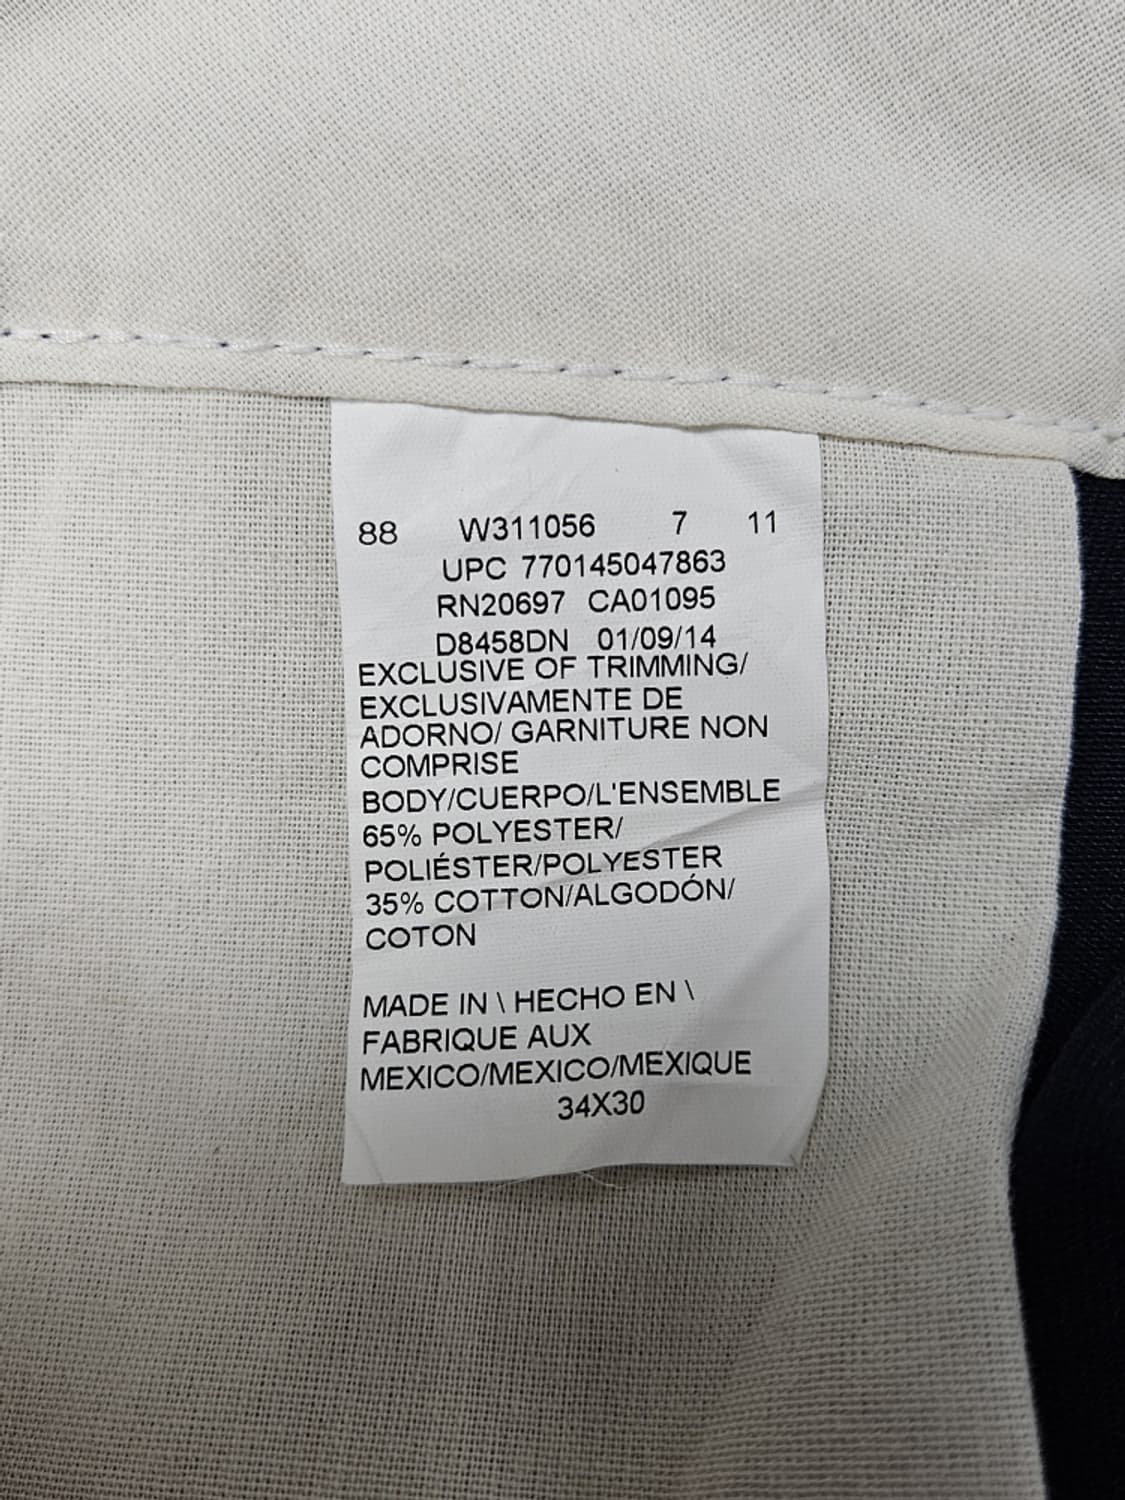 88 W311056 7 11
UPC 770145047863
RN20697 CA01095
D8458DN 01/09/14
EXCLUSIVE OF TRIMMING/
EXCLUSIVAMENTE DE
ADORNO/ GARNITURE NON
COMPRISE
BODY/CUERPO/L'ENSEMBLE
65% POLYESTER/
POLIÉSTER/POLYESTER
35% COTTON/ALGODÓN/
COTON
MADE IN \ HECHO EN \
FABRIQUE AUX
MEXICO/MEXICO/MEXIQUE
34X30